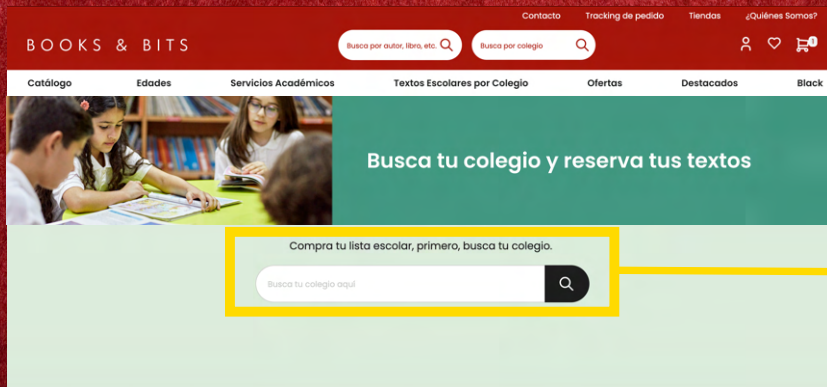 Contacto Tracking de pedido Tiendas ¿Quiénes Somos?
BOOKS & BITS Busca por autor, libro, etc. Busca por colegio 1
Catálogo Edades Servicios Académicos Textos Escolares por Colegio Ofertas Destacados Black
Busca tu colegio y reserva tus textos
Compra tu lista escolar, primero, busca tu colegio.
Busca tu colegio aquí